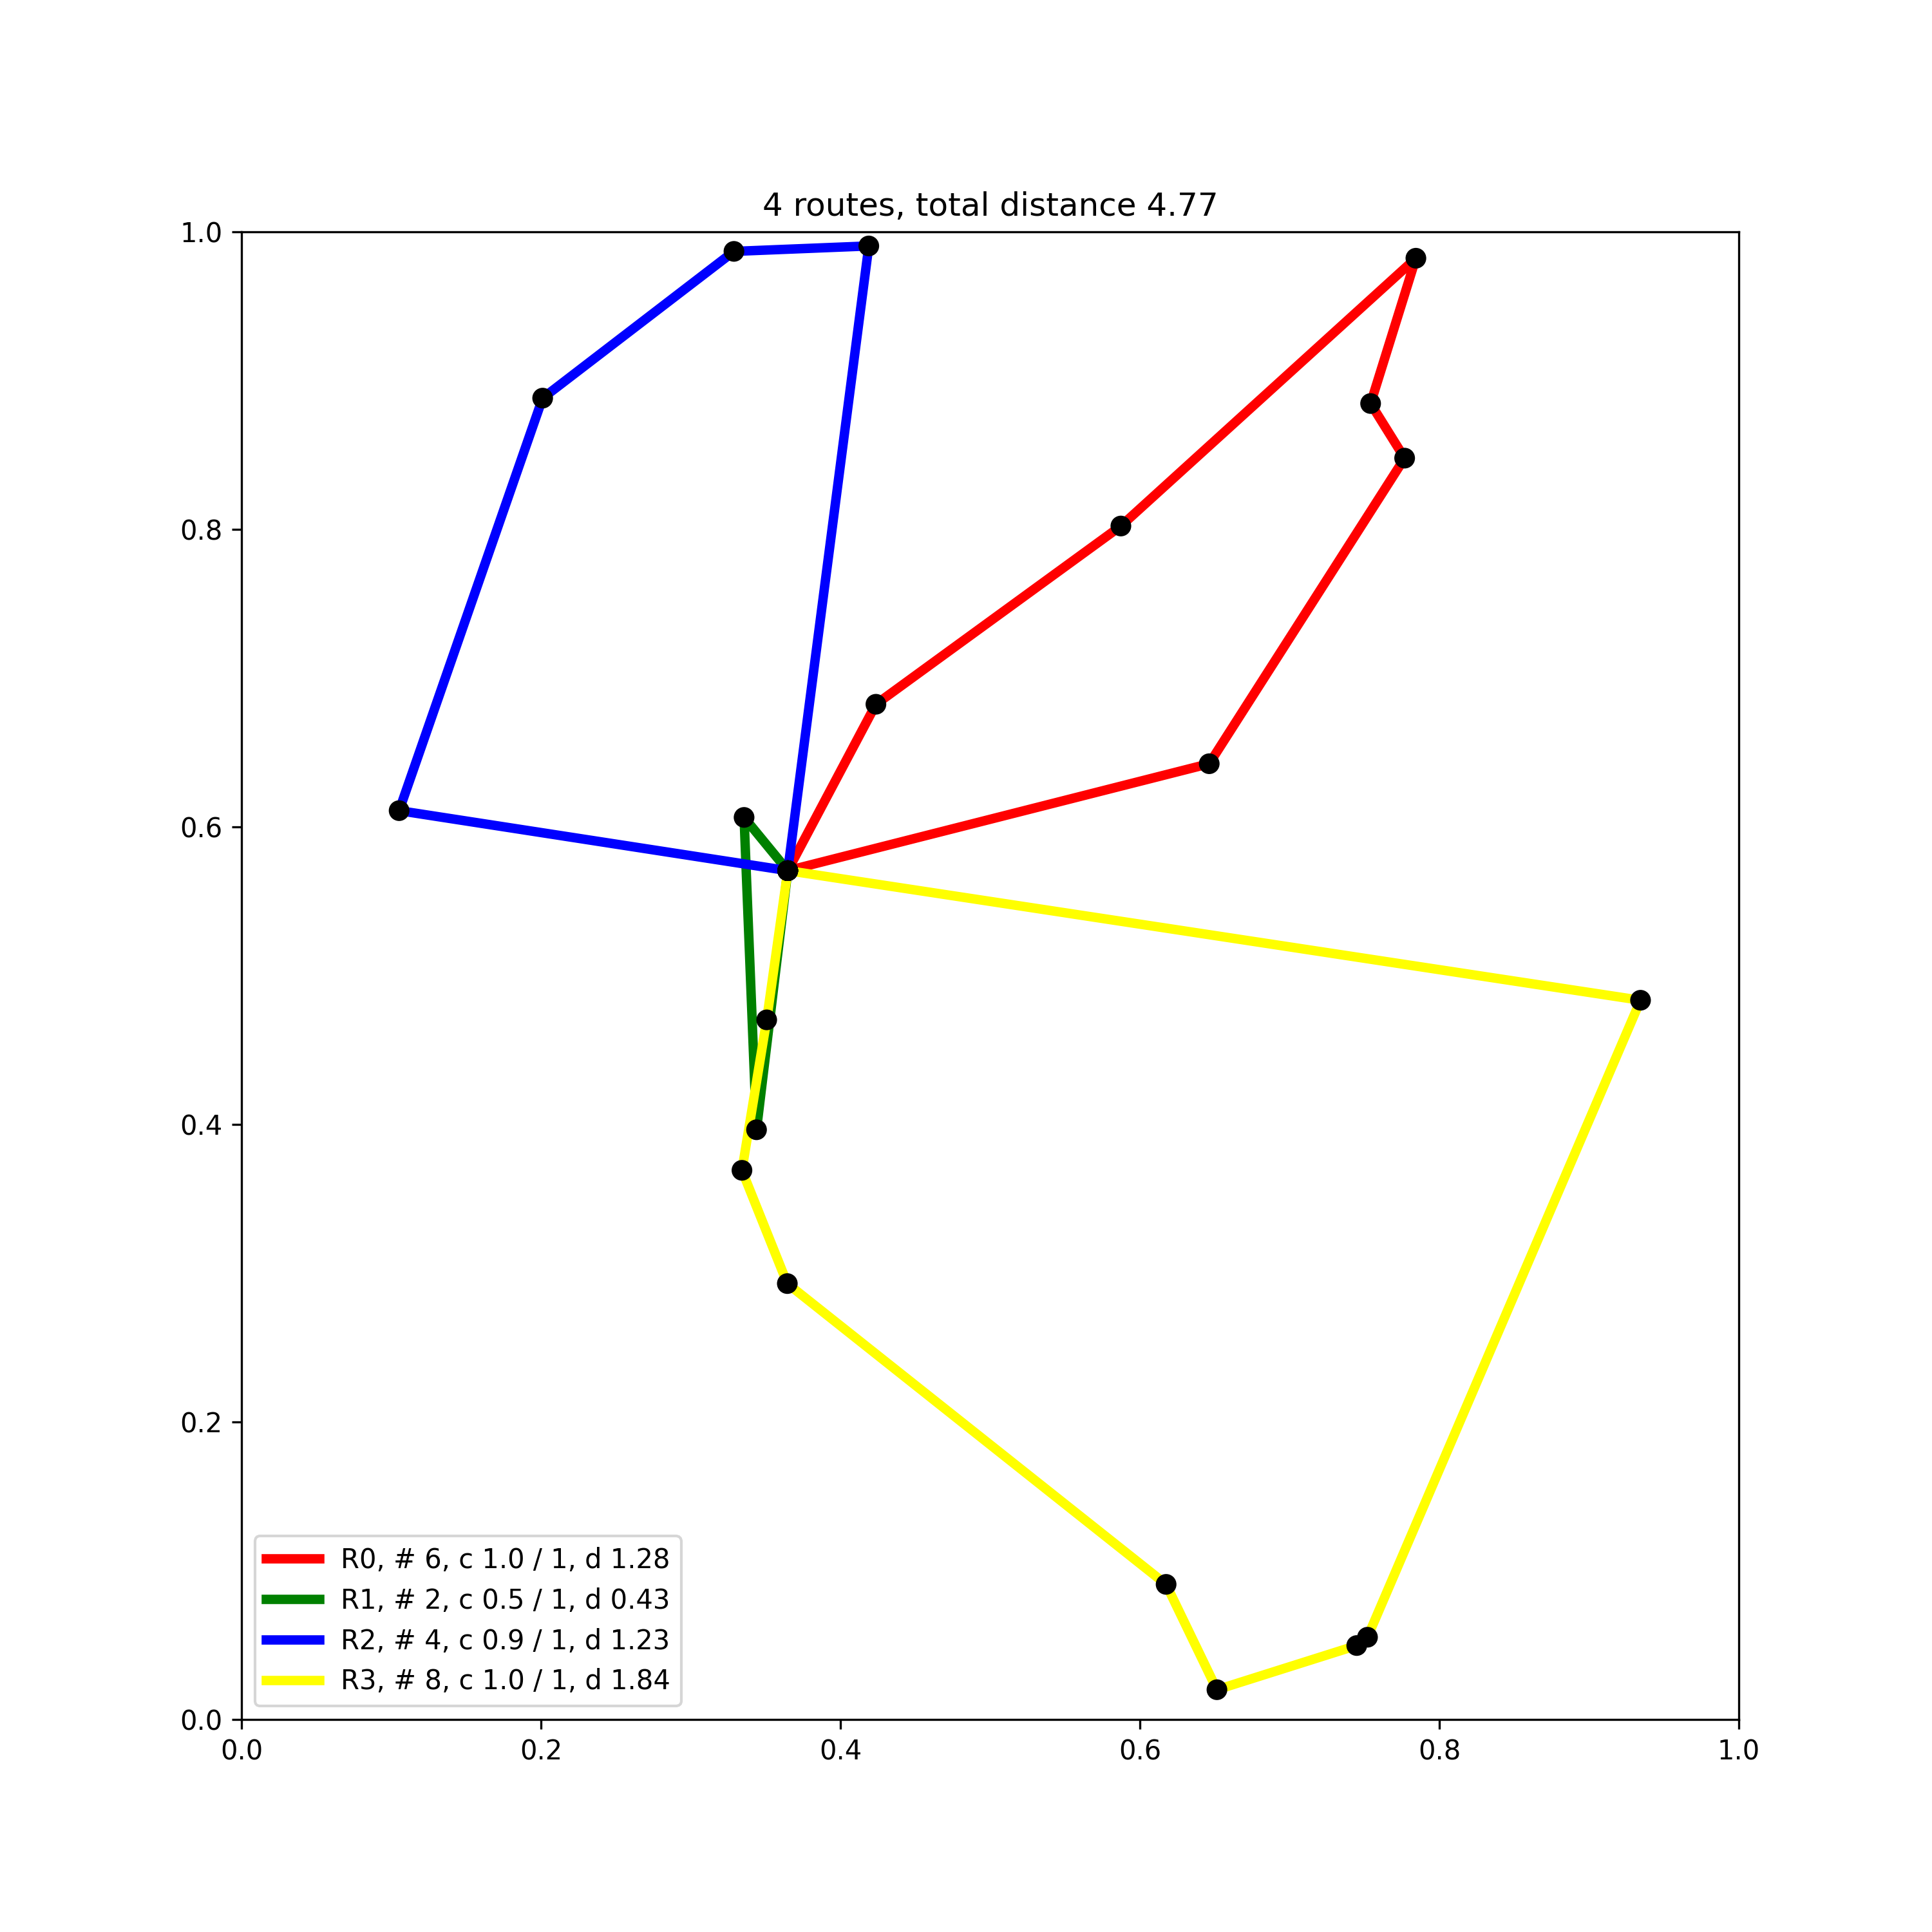 4 routes, total distance 4.77
1.0
0.8
0.6
0.4
0.2
0.0
R0, # 6, c 1.0 / 1, d 1.28
R1, # 2, c 0.5 / 1, d 0.43
R2, # 4, c 0.9 / 1, d 1.23
R3, # 8, c 1.0 / 1, d 1.84
0.0 0.2 0.4 0.6 0.8 1.0